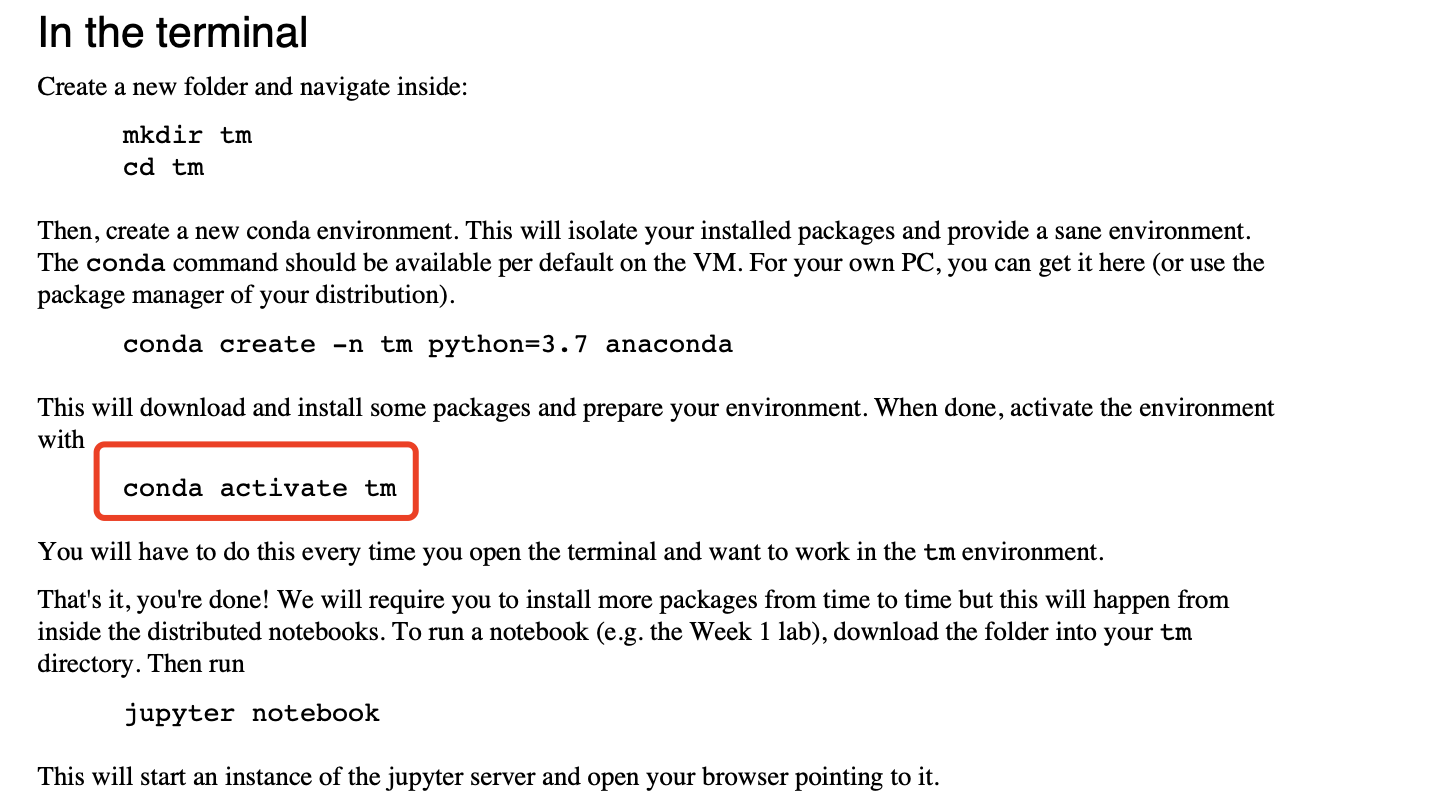 In the terminal
Create a new folder and navigate inside:
mkdir tm
cd tm
Then, create a new conda environment. This will isolate your installed packages and provide a sane environment.
The conda command should be available per default on the VM. For your own PC, you can get it here (or use the
package manager of your distribution).
conda create -n tm python=3.7 anaconda
This will download and install some packages and prepare your environment. When done, activate the environment
with
conda activate tm
You will have to do this every time you open the terminal and want to work in the tm environment.
That's it, you're done! We will require you to install more packages from time to time but this will happen from
inside the distributed notebooks. To run a notebook (e.g. the Week 1 lab), download the folder into your tm
directory. Then run
jupyter notebook
This will start an instance of the jupyter server and open your browser pointing to it.